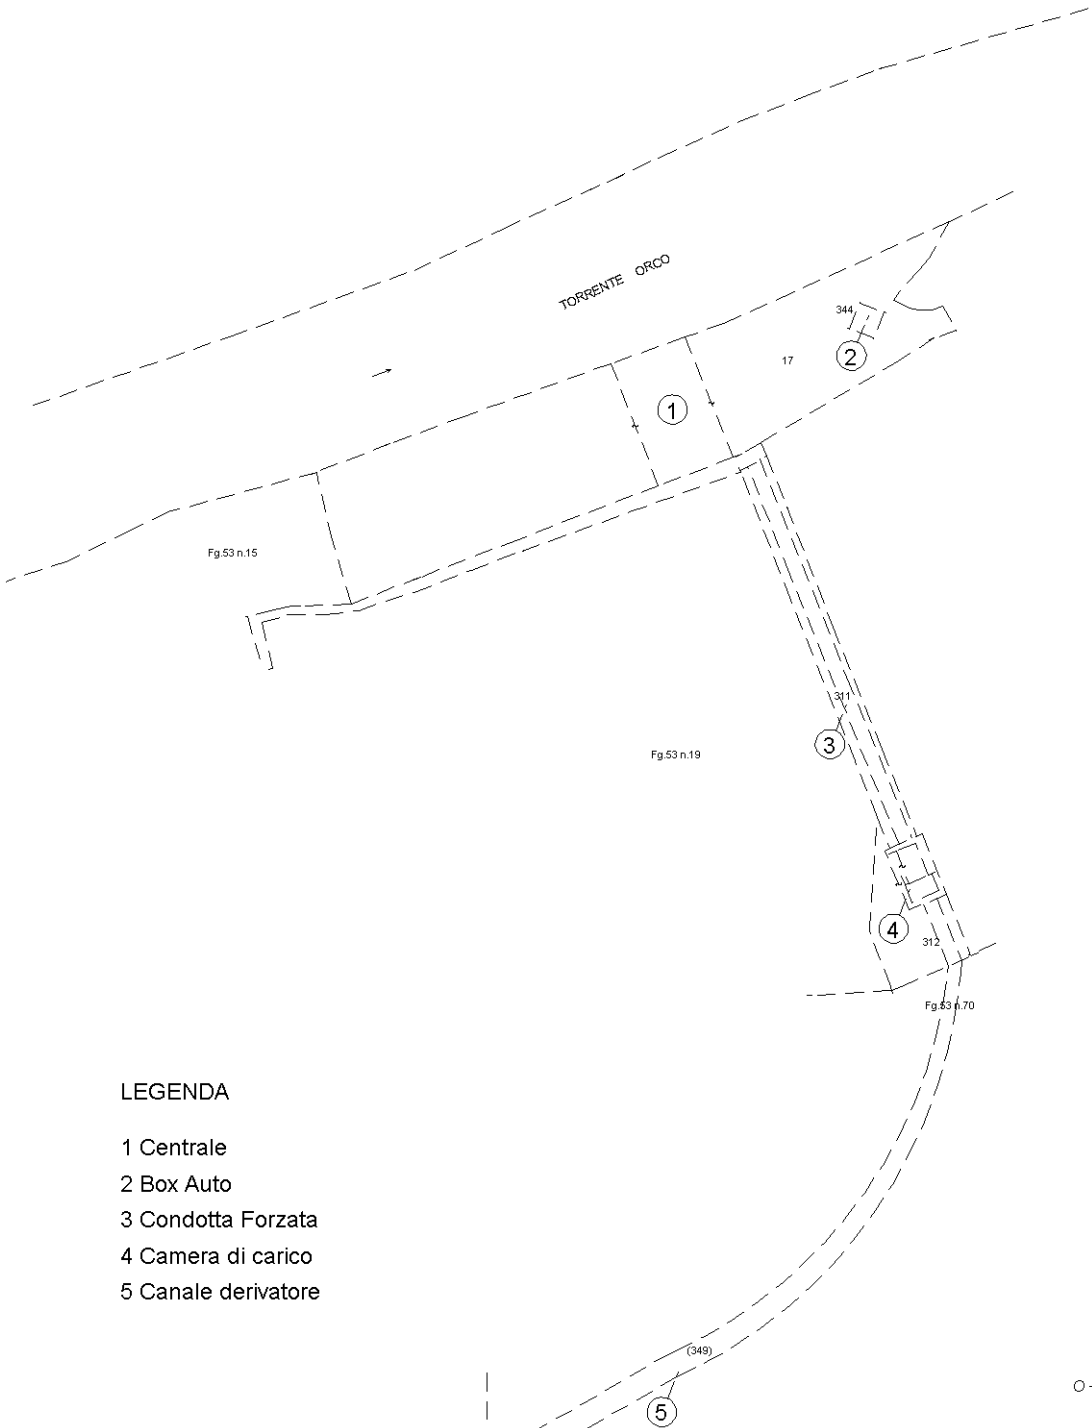 TORRENTE ORCO
344
2
17
1
Fg.53 n.15
311
3
Fg.53 n.19
4
312
Fg.53 n.70
LEGENDA
1 Centrale
2 Box Auto
3 Condotta Forzata
4 Camera di carico
5 Canale derivatore
(349)
5
O